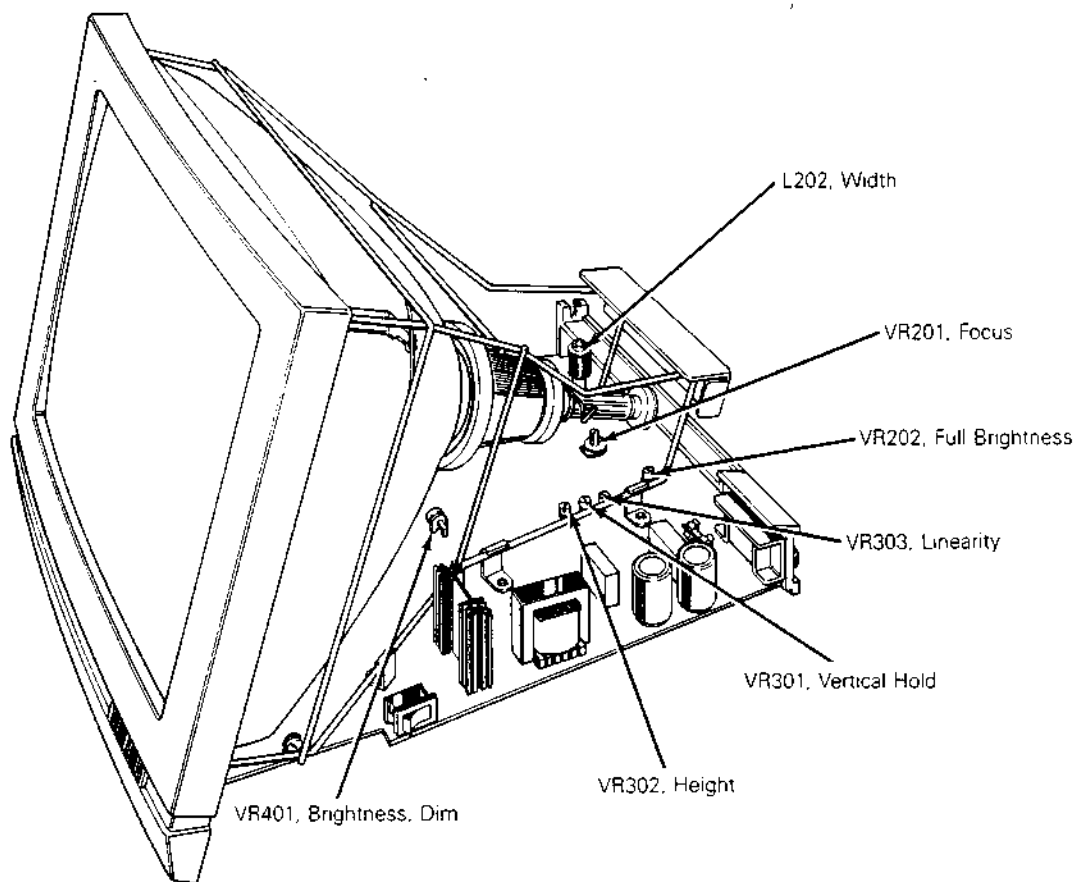 L202, Width
VR201, Focus
VR202, Full Brightness
VR303, Linearity
VR301, Vertical Hold
VR302, Height
VR401, Brightness, Dim